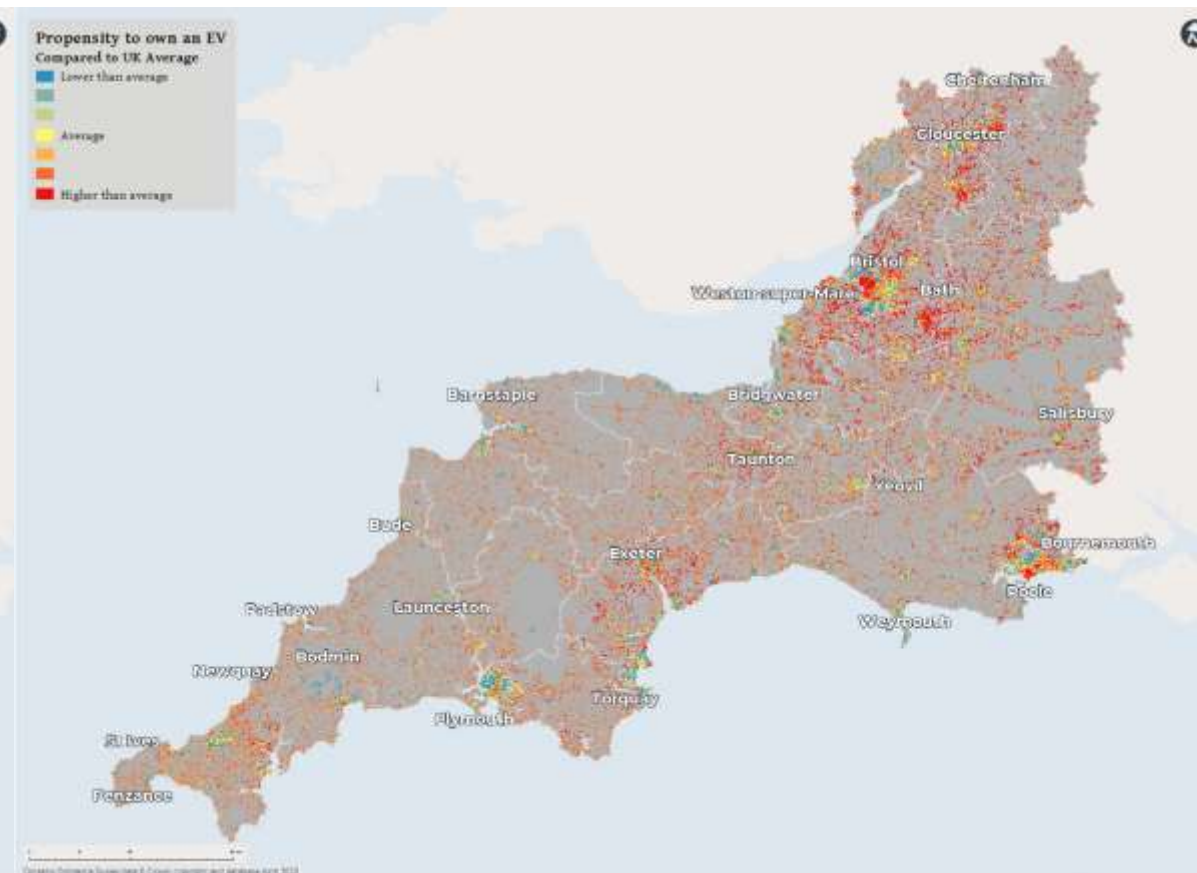 Propensity to own an EV
Compared to UK Average
Lower than average
Average
Higher than average
Cheltenham
Gloucester
Bristol
Weston-super-Mare
Bath
Barnstaple
Bridgwater
Salisbury
Taunton
Yeovil
Bude
Exeter
Bournemouth
Poole
Padstow
Launceston
Weymouth
Bodmin
Newquay
Torquay
Plymouth
St Ives
Penzance